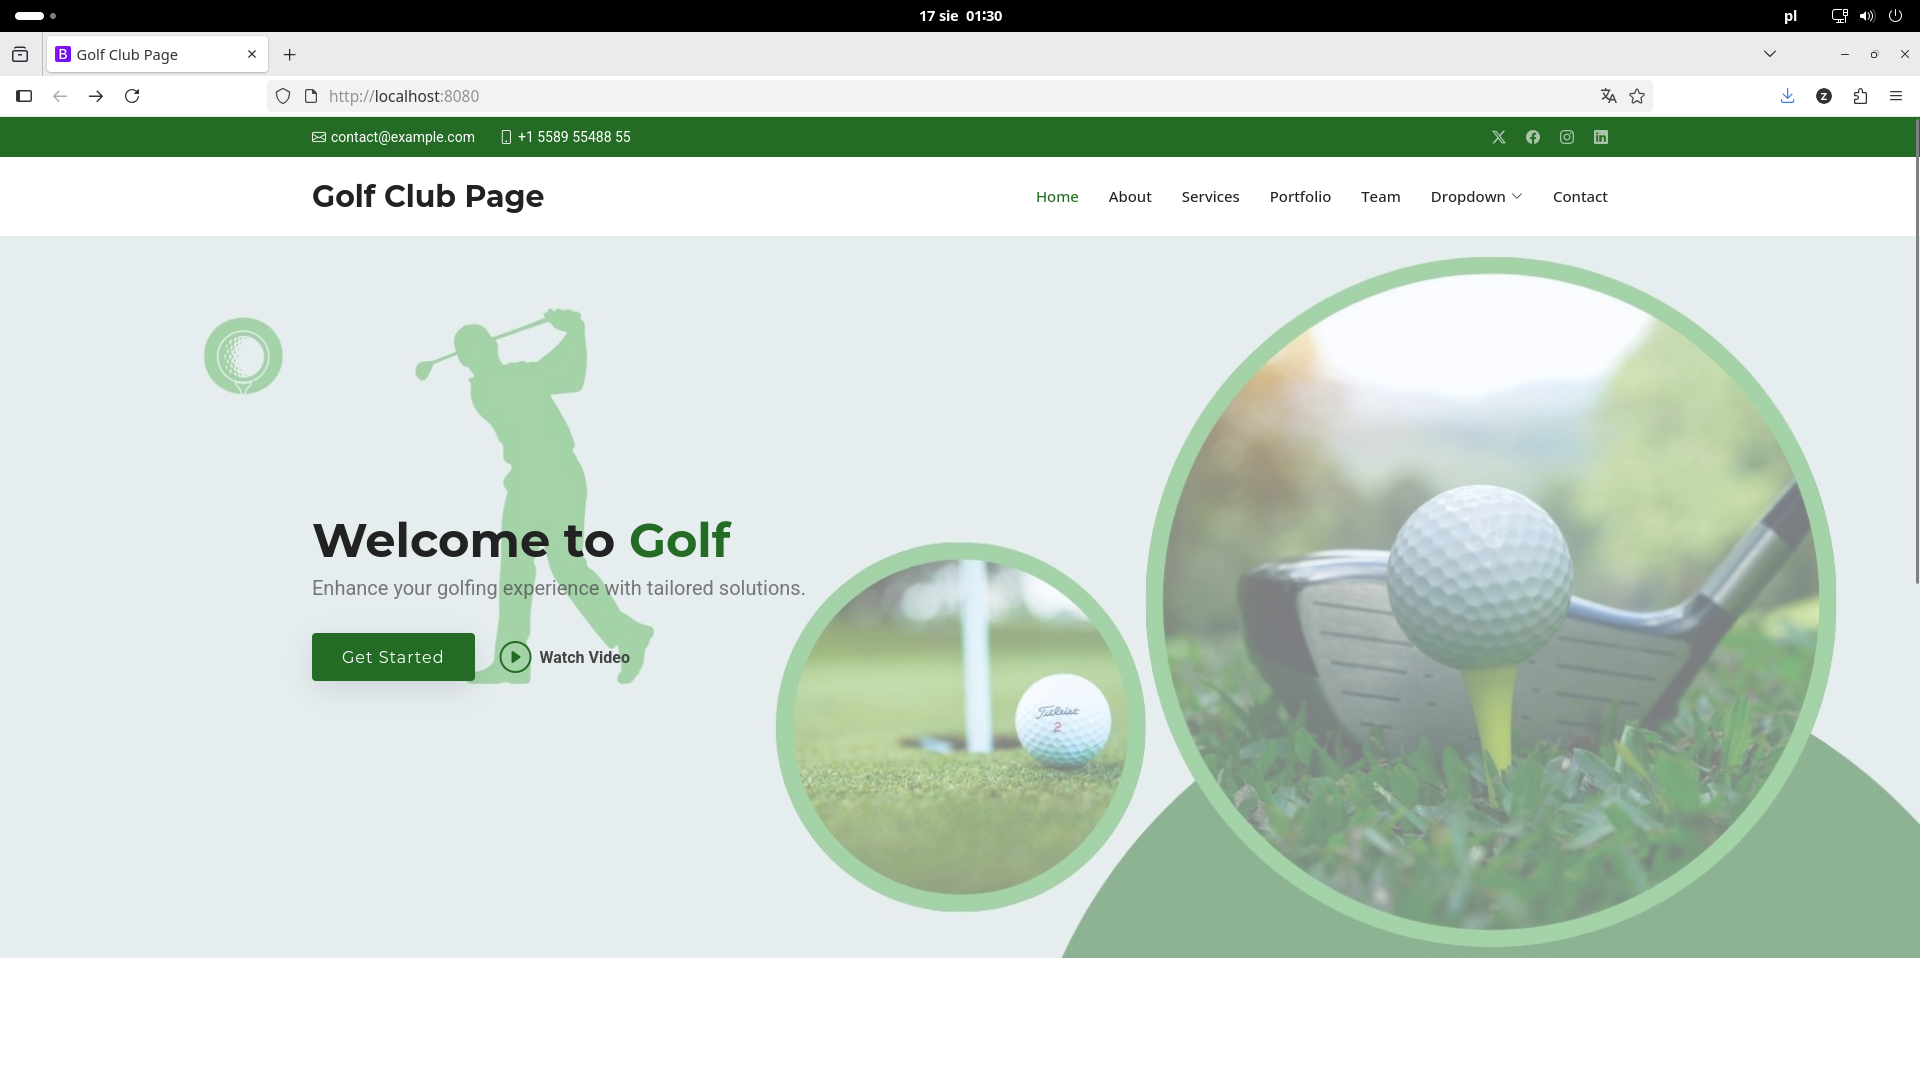 17 sie 01:30
pl
Golf Club Page
http://localhost:8080
contact@example.com +1 5589 55488 55
Golf Club Page
Home About Services Portfolio Team Dropdown Contact
Welcome to Golf
Enhance your golfing experience with tailored solutions.
Get Started Watch Video
Titleist
2